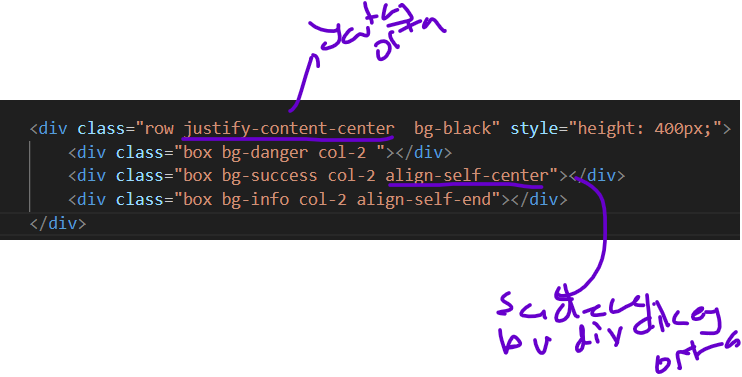 yatay
orta
<div class="row justify-content-center  bg-black" style="height: 400px;">
<div class="box bg-danger col-2 "></div>
<div class="box bg-success col-2 align-self-center"></div>
<div class="box bg-info col-2 align-self-end"></div>
</div>
sadece dikey
bu div orta